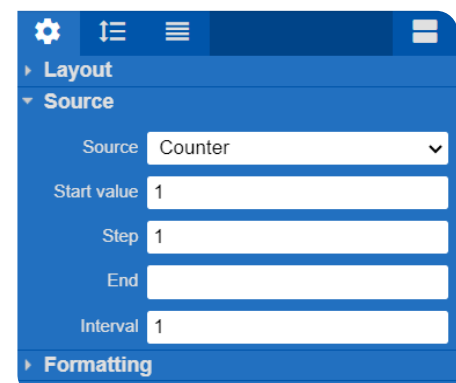 Layout
Source
Source Counter
Start value 1
Step 1
End
Interval 1
Formatting